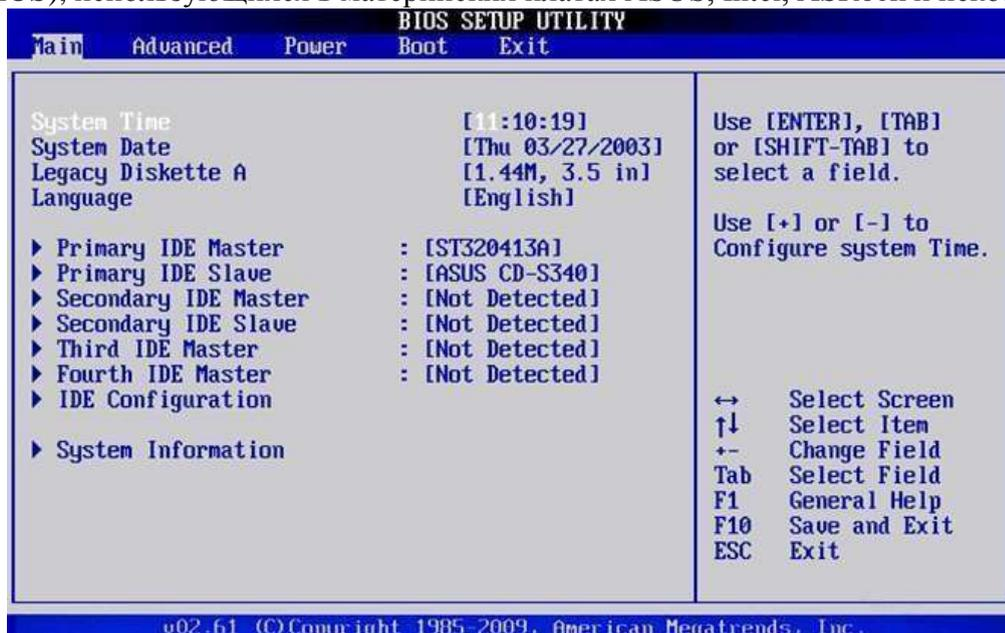 BIOS SETUP UTILITY
Main Advanced Power Boot Exit
System Time [11:10:19]
System Date [Thu 03/27/2003]
Legacy Diskette A [1.44M, 3.5 in]
Language [English]
▶ Primary IDE Master : [ST320413A]
▶ Primary IDE Slave : [ASUS CD-S340]
▶ Secondary IDE Master : [Not Detected]
▶ Secondary IDE Slave : [Not Detected]
▶ Third IDE Master : [Not Detected]
▶ Fourth IDE Master : [Not Detected]
▶ IDE Configuration
▶ System Information
Use [ENTER], [TAB]
or [SHIFT-TAB] to
select a field.
Use [+] or [-] to
Configure system Time.
↔ Select Screen
↑↓ Select Item
+- Change Field
Tab Select Field
F1 General Help
F10 Save and Exit
ESC Exit
v02.61 (C)Copyright 1985-2009, American Megatrends, Inc.